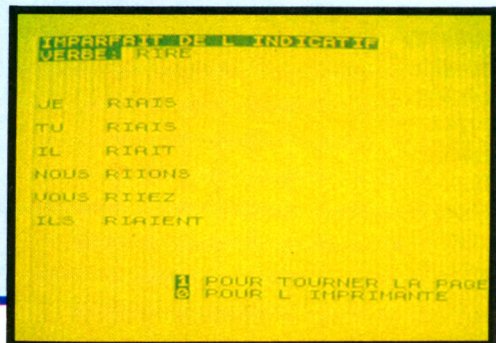 IMPARFAIT DE L INDICATIF
VERBE: RIRE
JE RIAIS
TU RIAIS
IL RIAIT
NOUS RIIONS
VOUS RIIEZ
ILS RIAIENT
1 POUR TOURNER LA PAGE
0 POUR L IMPRIMANTE